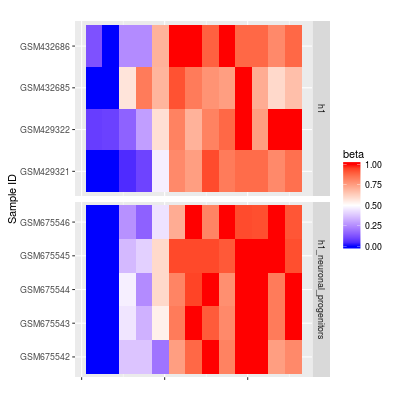 GSM432686
GSM432685
GSM429322
GSM429321
h1
GSM675546
GSM675545
GSM675544
GSM675543
GSM675542
h1_neuronal_progenitors
Sample ID
beta
1.00
0.75
0.50
0.25
0.00